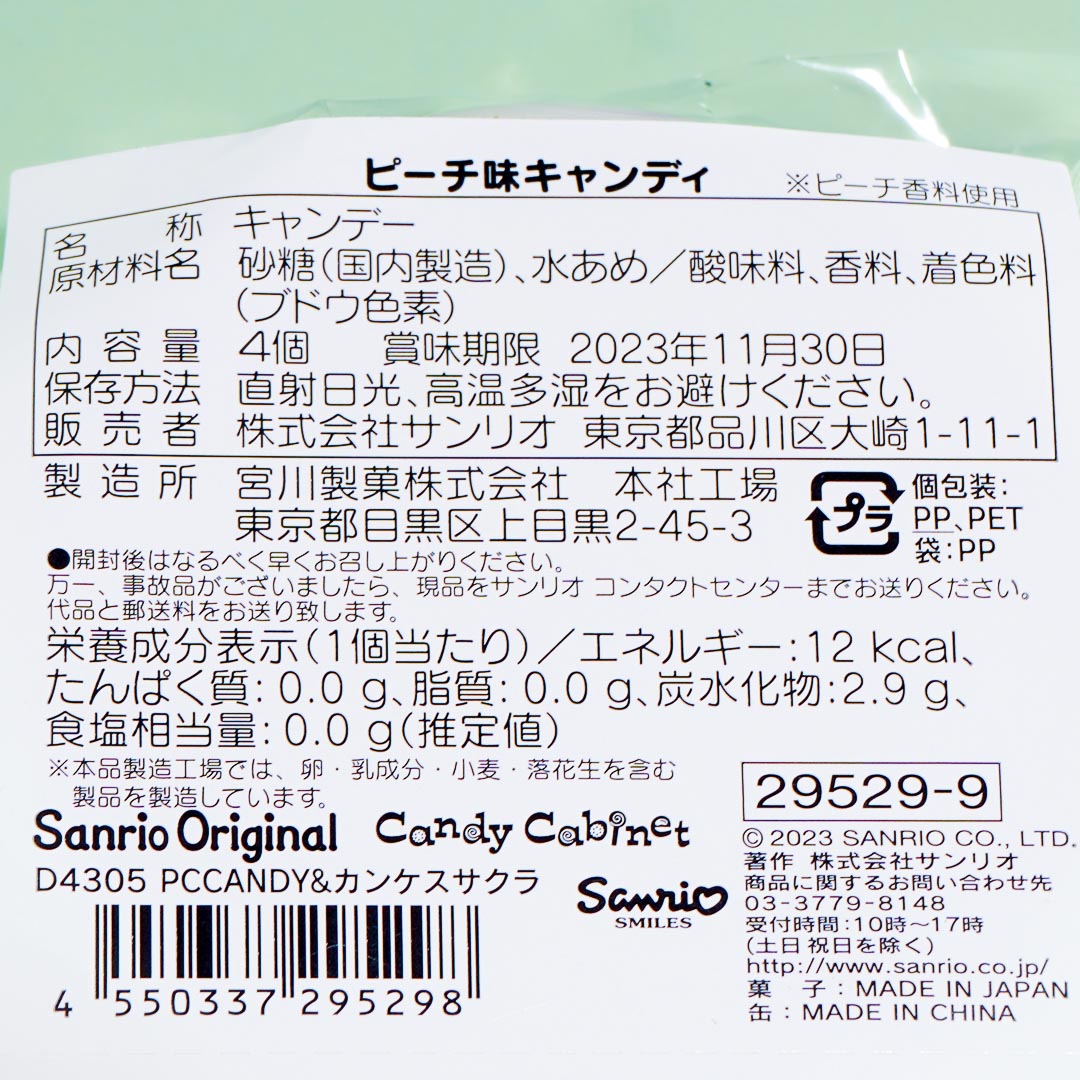 ピーチ味キャンディ ※ピーチ香料使用
名称 キャンデー
原材料名 砂糖(国内製造)、水あめ/酸味料、香料、着色料
(ブドウ色素)
内容量 4個 賞味期限 2023年11月30日
保存方法 直射日光、高温多湿をお避けください。
販売者 株式会社サンリオ 東京都品川区大崎1-11-1
製造所 宮川製菓株式会社 本社工場
東京都目黒区上目黒2-45-3
プラ 個包装:
PP、PET
袋:PP
●開封後はなるべく早くお召し上がりください。
万一、事故品がございましたら、現品をサンリオ コンタクトセンターまでお送りください。
代品と郵送料をお送り致します。
栄養成分表示(1個当たり)/エネルギー:12 kcal、
たんぱく質:0.0 g、脂質:0.0 g、炭水化物:2.9 g、
食塩相当量:0.0 g(推定値)
※本品製造工場では、卵・乳成分・小麦・落花生を含む
製品を製造しています。
Sanrio Original Candy Cabinet
D4305 PCCANDY&カンケスサクラ
4 550337 295298
Sanrio
SMILES
29529-9
© 2023 SANRIO CO., LTD.
著作 株式会社サンリオ
商品に関するお問い合わせ先
03-3779-8148
受付時間:10時〜17時
(土日祝日を除く)
http://www.sanrio.co.jp/
菓子:MADE IN JAPAN
缶:MADE IN CHINA